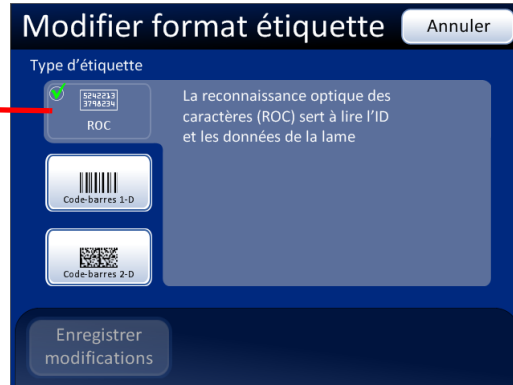 Modifier format étiquette
Annuler
Type d'étiquette
5242213
3798234
ROC
La reconnaissance optique des
caractères (ROC) sert à lire l'ID
et les données de la lame
Code-barres 1-D
Code-barres 2-D
Enregistrer
modifications